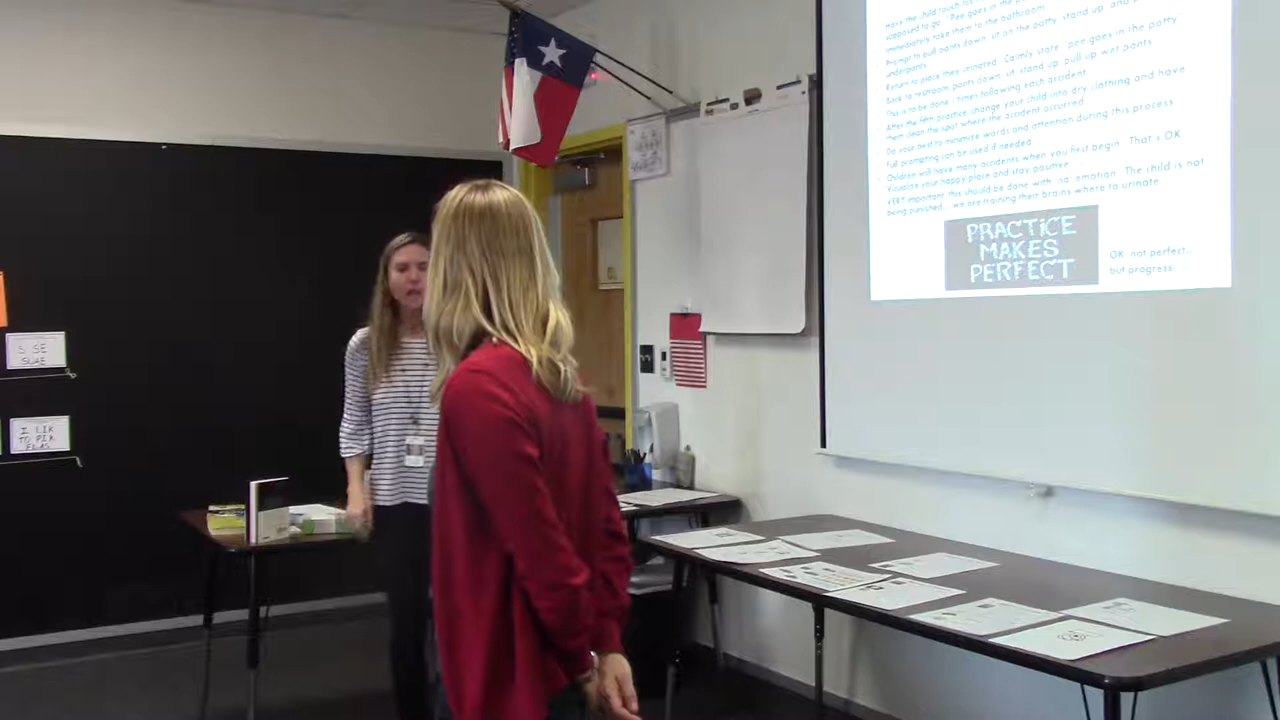 Have the child touch
supposed to go. "Pee goes in the
immediately take them to the bathroom
Prompt to pull pants down, sit on the potty, stand up, and
underpants
Return to place they urinated. Calmly state "pee goes in the potty"
Back to restroom, pants down, sit, stand up, pull up wet pants
This is to be done 5 times following each accident.
After the fifth practice, change your child into dry clothing and have
them clean the spot where the accident occurred
Do your best to minimize words and attention during this process
Full prompting can be used if needed.
Children will have many accidents when you first begin. That's OK.
Visualize your happy place and stay positive
VERY important: this should be done with "no" emotion. The child is not
being punished... we are training their brains where to urinate
PRACTICE
MAKES
PERFECT
OK, not perfect...
but progress
S SE
I LIK
TO